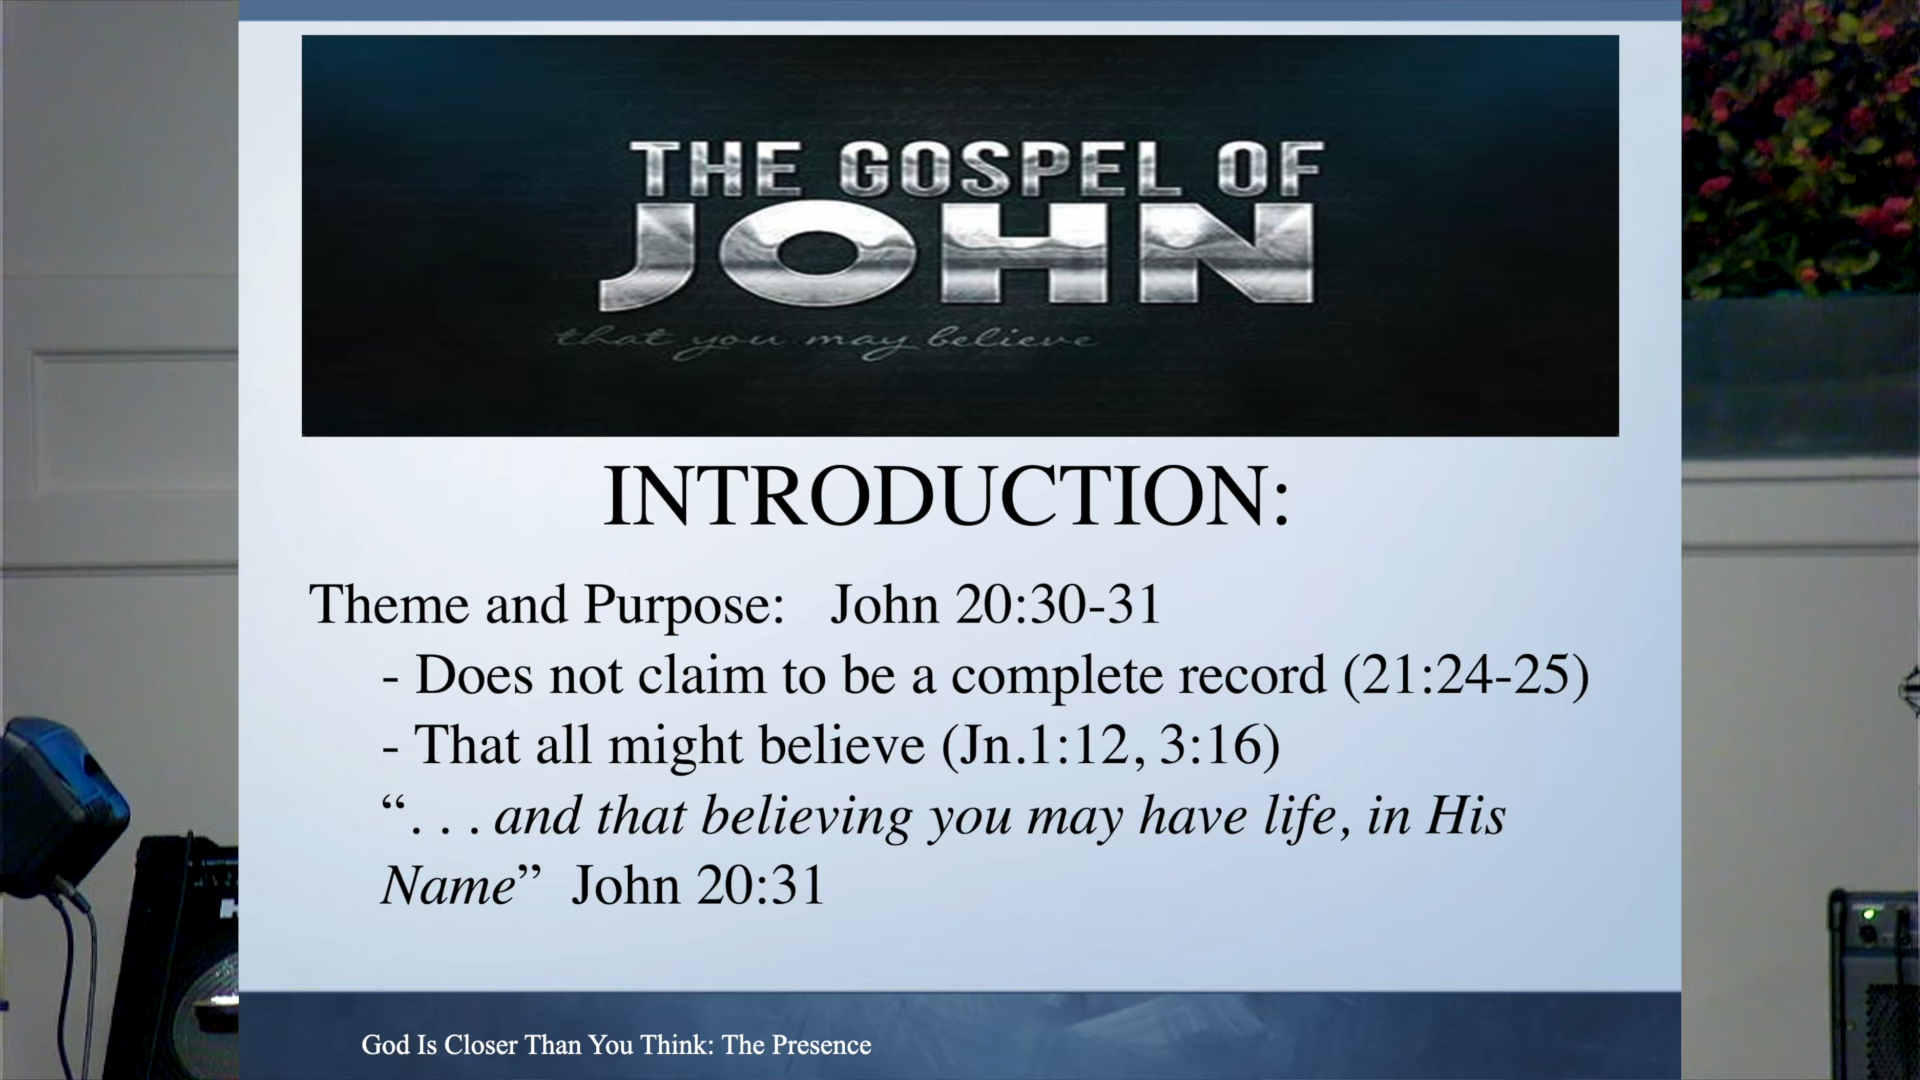 THE GOSPEL OF
JOHN
that you may believe
INTRODUCTION:
Theme and Purpose: John 20:30-31
- Does not claim to be a complete record (21:24-25)
- That all might believe (Jn.1:12, 3:16)
“. . . and that believing you may have life, in His
Name” John 20:31
God Is Closer Than You Think: The Presence